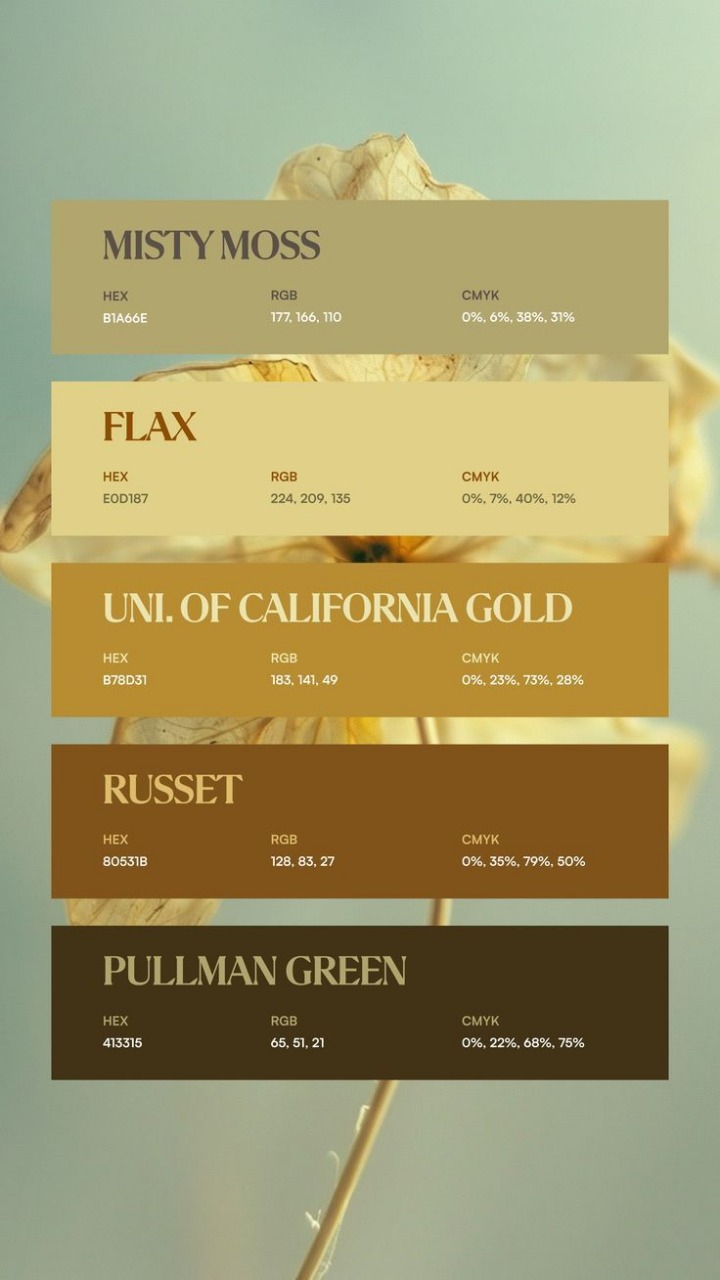 MISTY MOSS
HEX RGB CMYK
B1A66E 177, 166, 110 0%, 6%, 38%, 31%
FLAX
HEX RGB CMYK
E0D187 224, 209, 135 0%, 7%, 40%, 12%
UNI. OF CALIFORNIA GOLD
HEX RGB CMYK
B78D31 183, 141, 49 0%, 23%, 73%, 28%
RUSSET
HEX RGB CMYK
80531B 128, 83, 27 0%, 35%, 79%, 50%
PULLMAN GREEN
HEX RGB CMYK
413315 65, 51, 21 0%, 22%, 68%, 75%